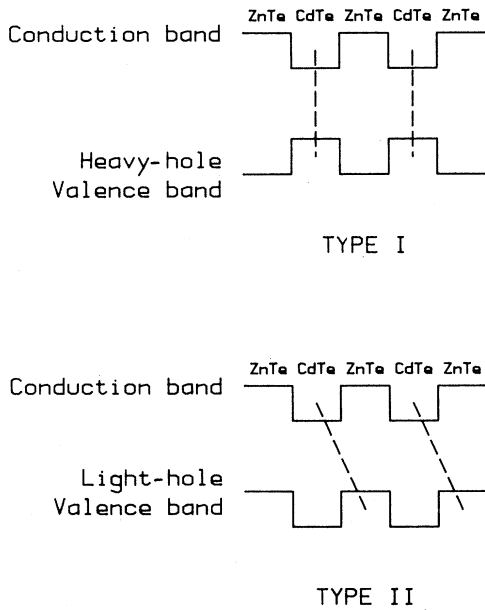 ZnTe CdTe ZnTe CdTe ZnTe
Conduction band
Heavy-hole
Valence band
TYPE I
ZnTe CdTe ZnTe CdTe ZnTe
Conduction band
Light-hole
Valence band
TYPE II